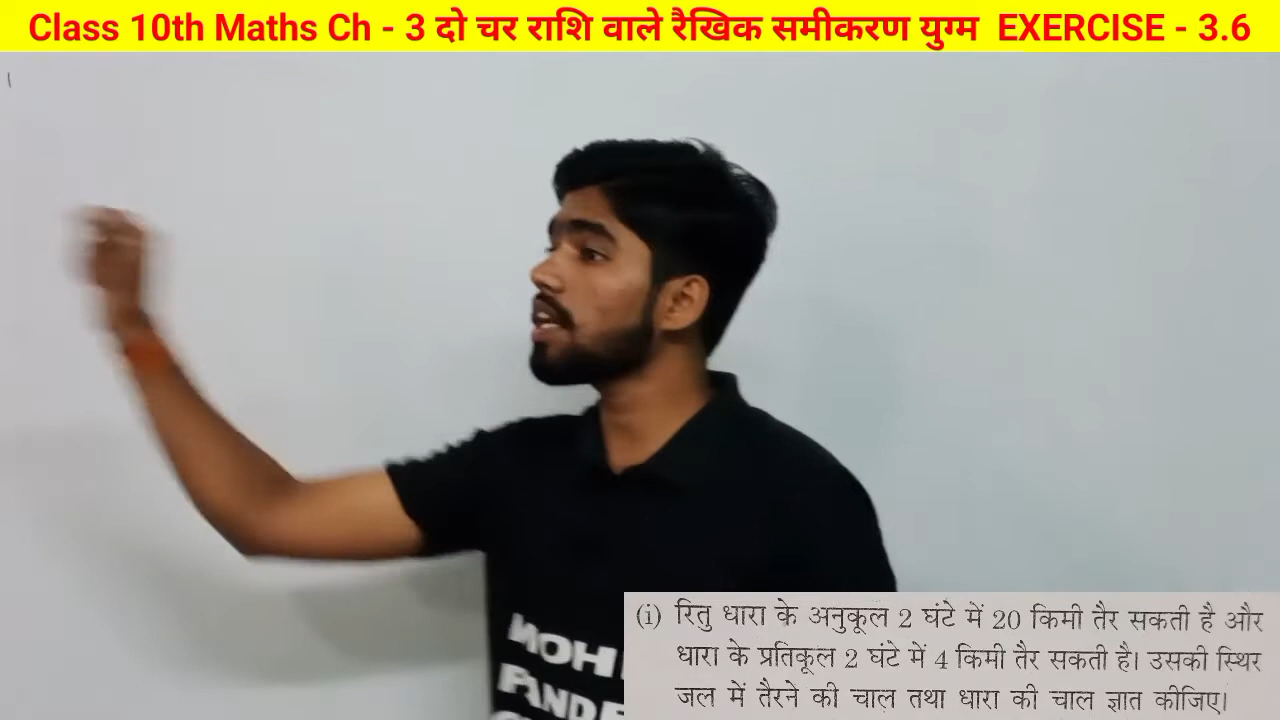 Class 10th Maths Ch - 3 दो चर राशि वाले रैखिक समीकरण युग्म EXERCISE - 3.6
(i) रितु धारा के अनुकूल 2 घंटे में 20 किमी तैर सकती है और
धारा के प्रतिकूल 2 घंटे में 4 किमी तैर सकती है। उसकी स्थिर
जल में तैरने की चाल तथा धारा की चाल ज्ञात कीजिए।